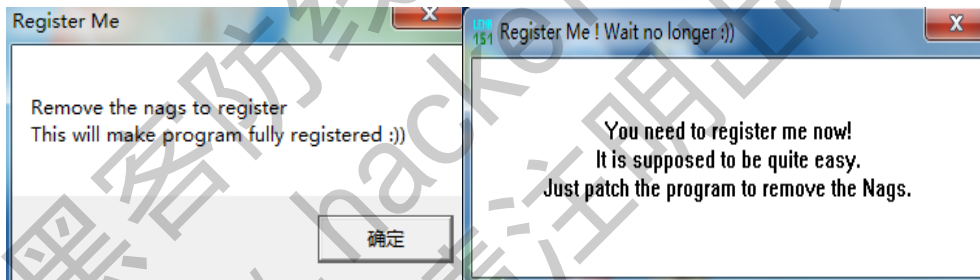 Register Me
Remove the nags to register
This will make program fully registered :))
确定
Register Me ! Wait no longer :))
You need to register me now!
It is supposed to be quite easy.
Just patch the program to remove the Nags.